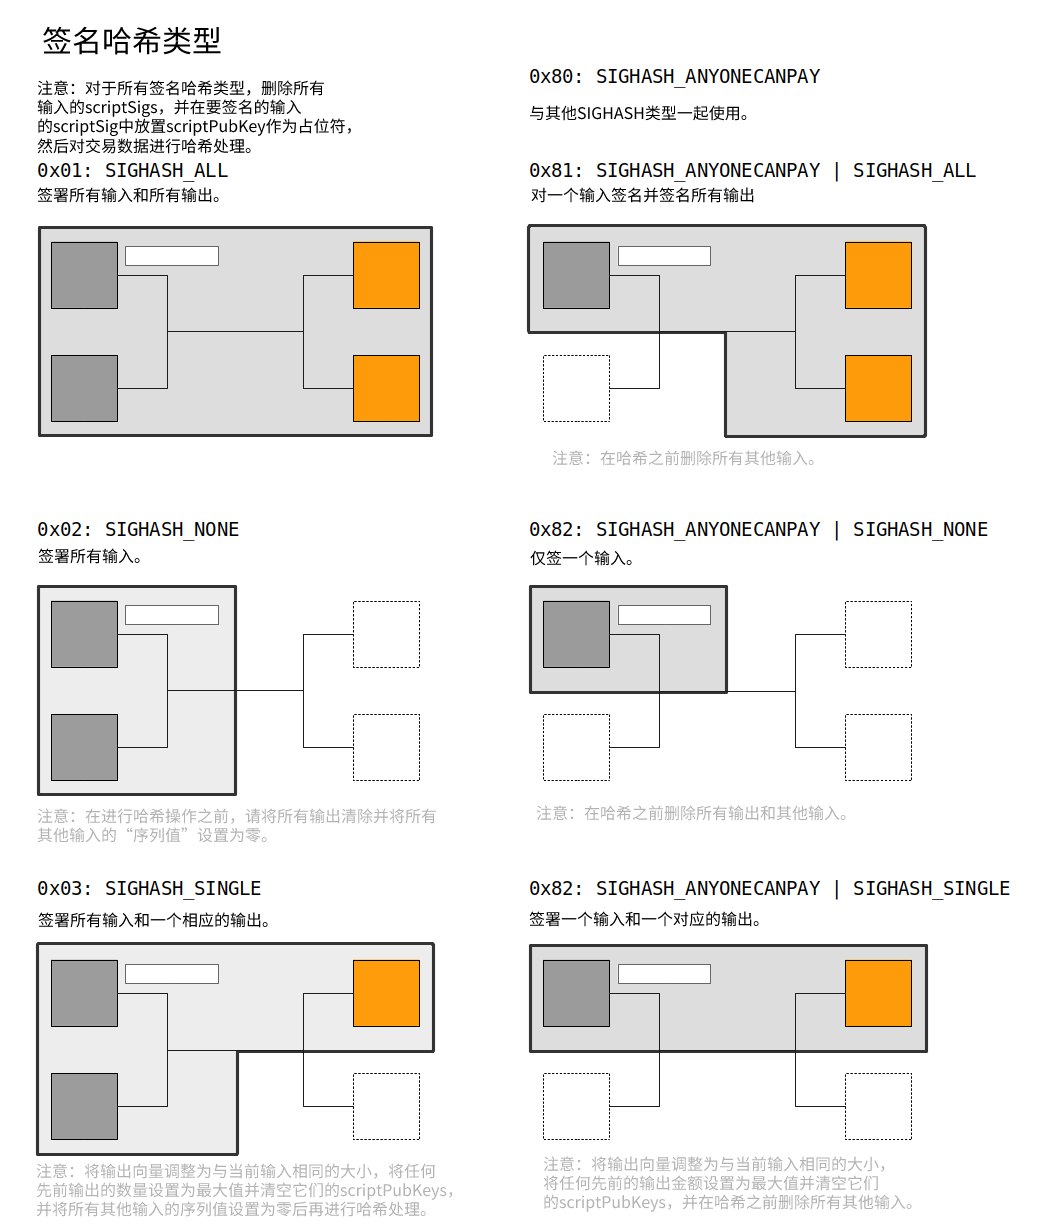 签名哈希类型
注意：对于所有签名哈希类型，删除所有
输入的scriptSigs，并在要签名的输入
的scriptSig中放置scriptPubKey作为占位符，
然后对交易数据进行哈希处理。
0x01: SIGHASH_ALL
签署所有输入和所有输出。
0x02: SIGHASH_NONE
签署所有输入。
注意：在进行哈希操作之前，请将所有输出清除并将所有
其他输入的“序列值”设置为零。
0x03: SIGHASH_SINGLE
签署所有输入和一个相应的输出。
注意：将输出向量调整为与当前输入相同的大小，将任何
先前输出的数量设置为最大值并清空它们的scriptPubKeys，
并将所有其他输入的序列值设置为零后再进行哈希处理。
0x80: SIGHASH_ANYONECANPAY
与其他SIGHASH类型一起使用。
0x81: SIGHASH_ANYONECANPAY | SIGHASH_ALL
对一个输入签名并签名所有输出
注意：在哈希之前删除所有其他输入。
0x82: SIGHASH_ANYONECANPAY | SIGHASH_NONE
仅签一个输入。
注意：在哈希之前删除所有输出和其他输入。
0x82: SIGHASH_ANYONECANPAY | SIGHASH_SINGLE
签署一个输入和一个对应的输出。
注意：将输出向量调整为与当前输入相同的大小，
将任何先前的输出金额设置为最大值并清空它们
的scriptPubKeys，并在哈希之前删除所有其他输入。